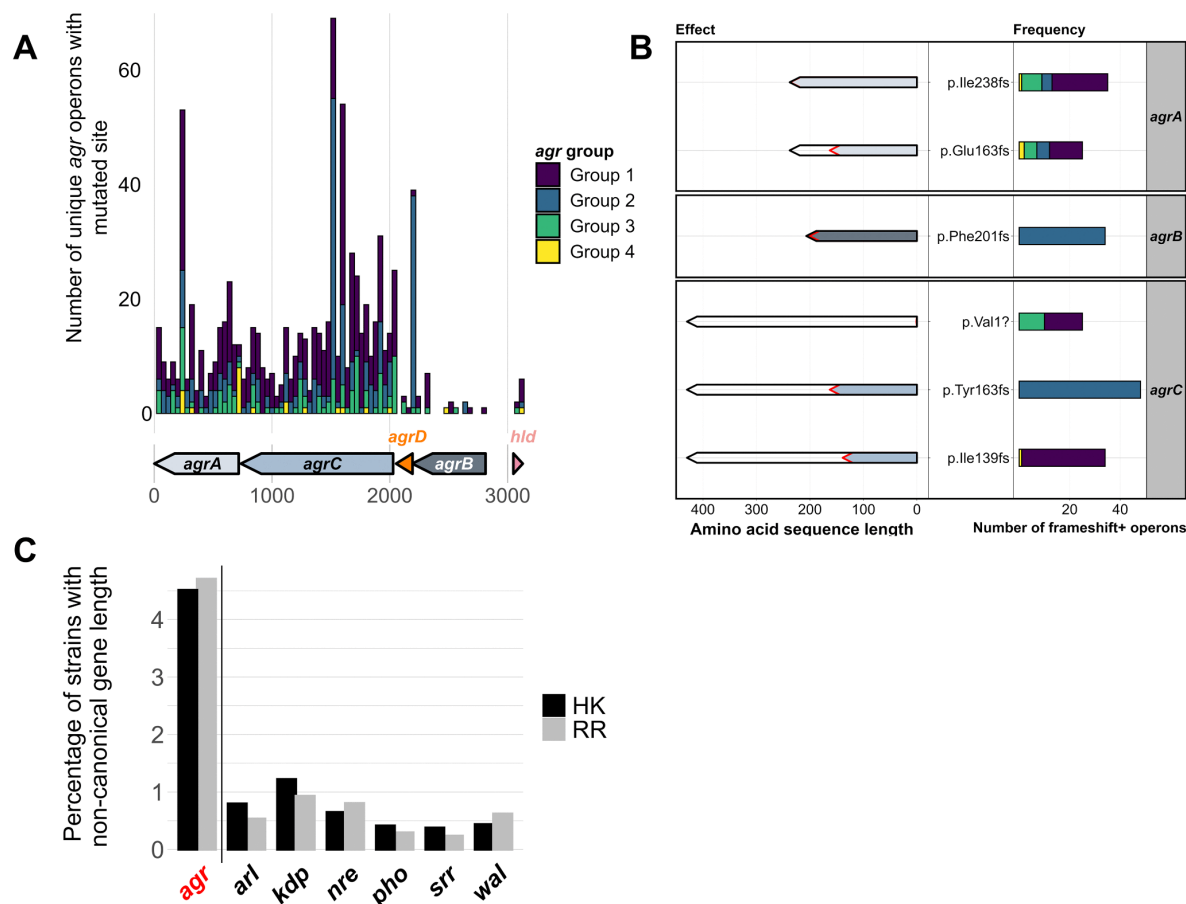 A
Number of unique agr operons with
mutated site
60
40
20
0
agr group
Group 1
Group 2
Group 3
Group 4
agrD
hld
agrA
agrC
agrB
0
1000
2000
3000
B
Effect
Frequency
p.Ile238fs
p.Glu163fs
agrA
p.Phe201fs
agrB
p.Val1?
p.Tyr163fs
p.Ile139fs
agrC
400
300
200
100
0
20
40
Amino acid sequence length
Number of frameshift+ operons
C
Percentage of strains with
non-canonical gene length
4
3
2
1
0
HK
RR
agr
arl
kdp
nre
pho
srr
wal